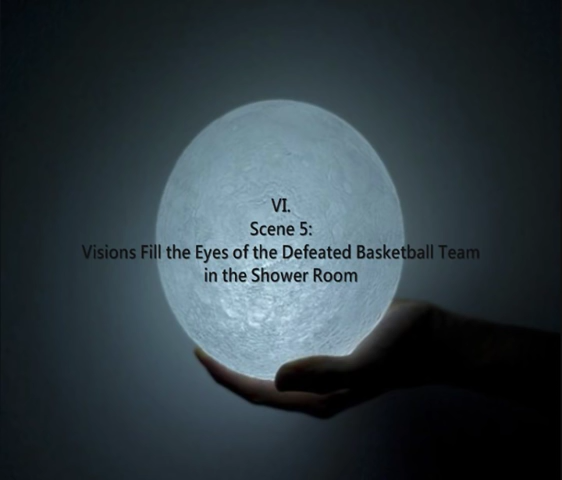 VI.
Scene 5:
Visions Fill the Eyes of the Defeated Basketball Team
in the Shower Room